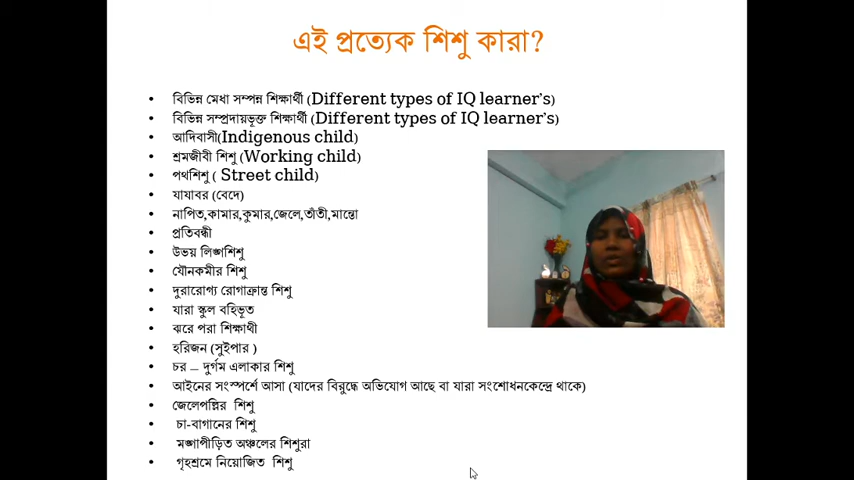 এই প্রত্যেক শিশু কারা?
• বিভিন্ন মেধা সম্পন্ন শিক্ষার্থী (Different types of IQ learner's)
• বিভিন্ন সম্প্রদায়ভূক্ত শিক্ষার্থী (Different types of IQ learner's)
• আদিবাসী(Indigenous child)
• শ্রমজীবী শিশু (Working child)
• পথশিশু ( Street child)
• যাযাবর (বেদে)
• নাপিত,কামার,কুমার,জেলে,তাঁতী,মান্তো
• প্রতিবন্ধী
• উভয় লিঙ্গশিশু
• যৌনকর্মীর শিশু
• দুরারোগ্য রোগাক্রান্ত শিশু
• যারা স্কুল বহির্ভূত
• ঝরে পরা শিক্ষার্থী
• হরিজন (সুইপার )
• চর – দুর্গম এলাকার শিশু
• আইনের সংস্পর্শে আসা (যাদের বিরুদ্ধে অভিযোগ আছে বা যারা সংশোধনকেন্দ্রে থাকে)
• জেলেপল্লির শিশু
• চা-বাগানের শিশু
• মঙ্গাপীড়িত অঞ্চলের শিশুরা
• গৃহশ্রমে নিয়োজিত শিশু